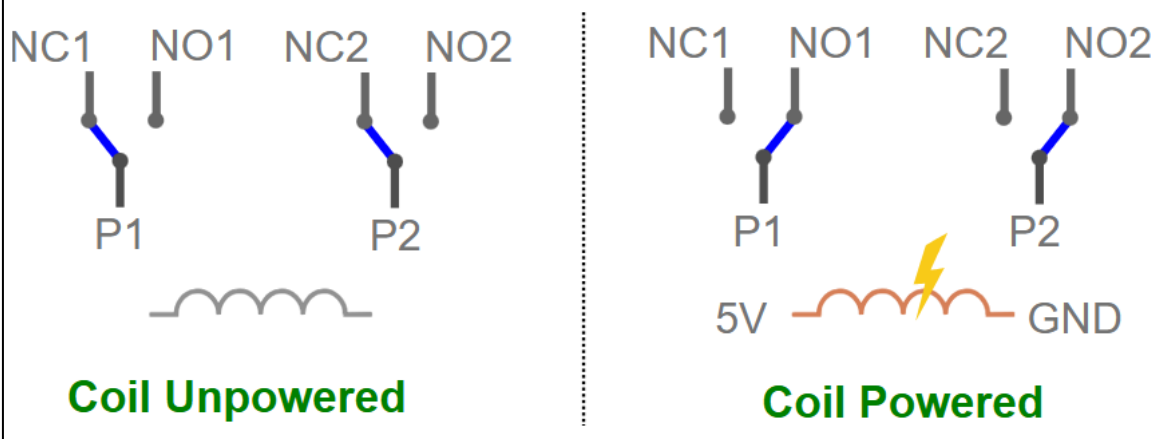 NC1 NO1 NC2 NO2
P1 P2
Coil Unpowered
NC1 NO1 NC2 NO2
P1 P2
5V GND
Coil Powered